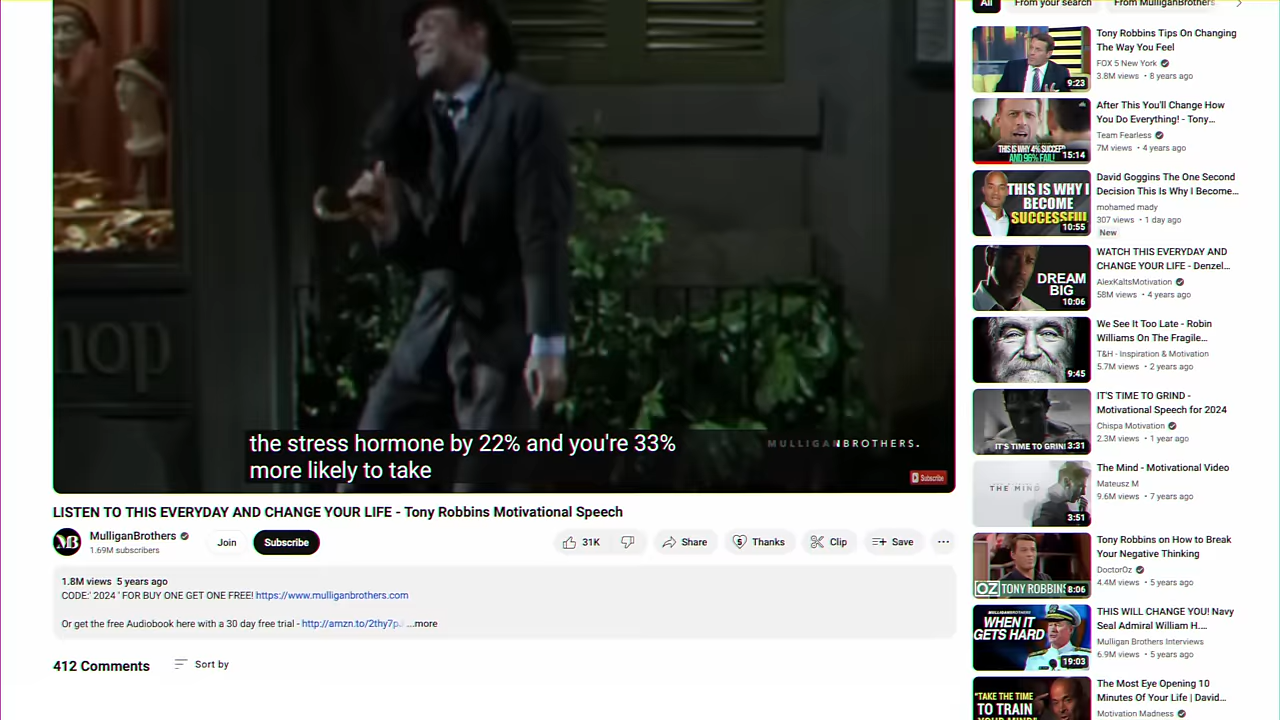 the stress hormone by 22% and you're 33%
more likely to take
MULLIGANBROTHERS.
Subscribe
LISTEN TO THIS EVERYDAY AND CHANGE YOUR LIFE - Tony Robbins Motivational Speech
MB
MulliganBrothers
1.69M subscribers
Join
Subscribe
31K
Share
Thanks
Clip
Save
1.8M views 5 years ago
CODE:' 2024 ' FOR BUY ONE GET ONE FREE! https://www.mulliganbrothers.com
Or get the free Audiobook here with a 30 day free trial - http://amzn.to/2thy7p... ...more
412 Comments
Sort by
All
From your search
From MulliganBrothers
9:23
Tony Robbins Tips On Changing
The Way You Feel
FOX 5 New York
3.8M views • 8 years ago
THIS IS WHY 4% SUCCEED
AND 96% FAIL!
15:14
After This You'll Change How
You Do Everything! - Tony...
Team Fearless
7M views • 4 years ago
THIS IS WHY I
BECOME
SUCCESSFUL
10:55
David Goggins The One Second
Decision This Is Why I Become...
mohamed mady
307 views • 1 day ago
New
DREAM
BIG
10:06
WATCH THIS EVERYDAY AND
CHANGE YOUR LIFE - Denzel...
AlexKaltsMotivation
58M views • 4 years ago
9:45
We See It Too Late - Robin
Williams On The Fragile...
T&H - Inspiration & Motivation
5.7M views • 2 years ago
IT'S TIME TO GRIND
3:31
IT'S TIME TO GRIND -
Motivational Speech for 2024
Chispa Motivation
2.3M views • 1 year ago
THE MIND
3:51
The Mind - Motivational Video
Mateusz M
9.6M views • 7 years ago
OZ TONY ROBBINS
8:06
Tony Robbins on How to Break
Your Negative Thinking
DoctorOz
4.4M views • 5 years ago
MULLIGANBROTHERS
WHEN IT
GETS HARD
19:03
THIS WILL CHANGE YOU! Navy
Seal Admiral William H....
Mulligan Brothers Interviews
6.9M views • 5 years ago
"TAKE THE TIME
TO TRAIN
YOUR MIND"
The Most Eye Opening 10
Minutes Of Your Life | David...
Motivation Madness